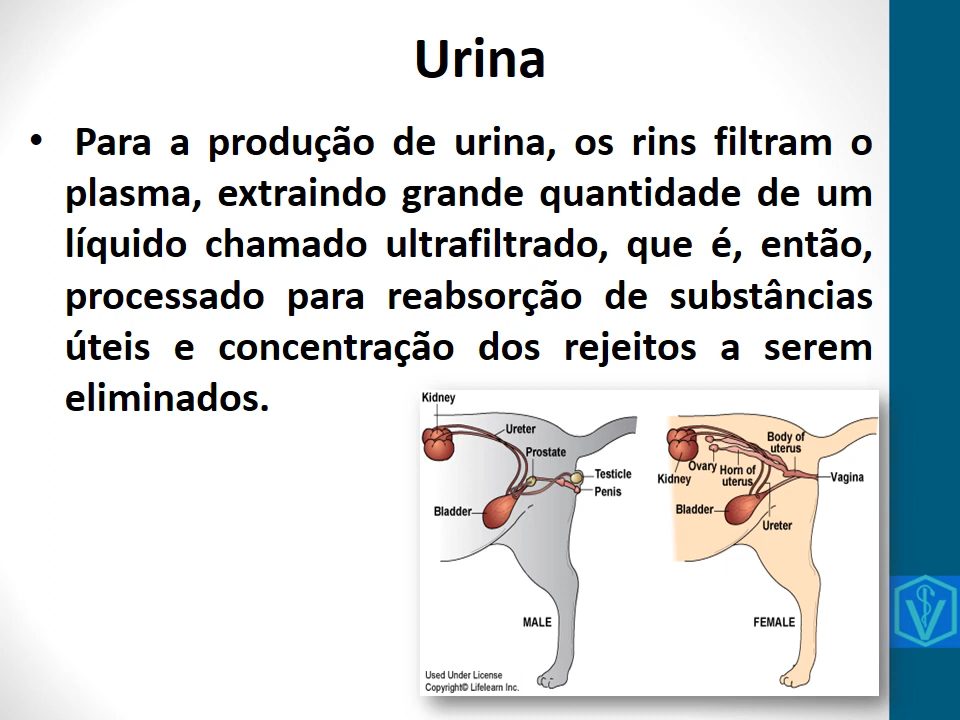 Urina
• Para a produção de urina, os rins filtram o
plasma, extraindo grande quantidade de um
líquido chamado ultrafiltrado, que é, então,
processado para reabsorção de substâncias
úteis e concentração dos rejeitos a serem
eliminados.
Kidney
Ureter
Prostate
Testicle
Penis
Bladder
MALE
Used Under License
Copyright© Lifelearn Inc.
Body of
uterus
Ovary
Horn of
uterus
Kidney
Vagina
Bladder
Ureter
FEMALE
V